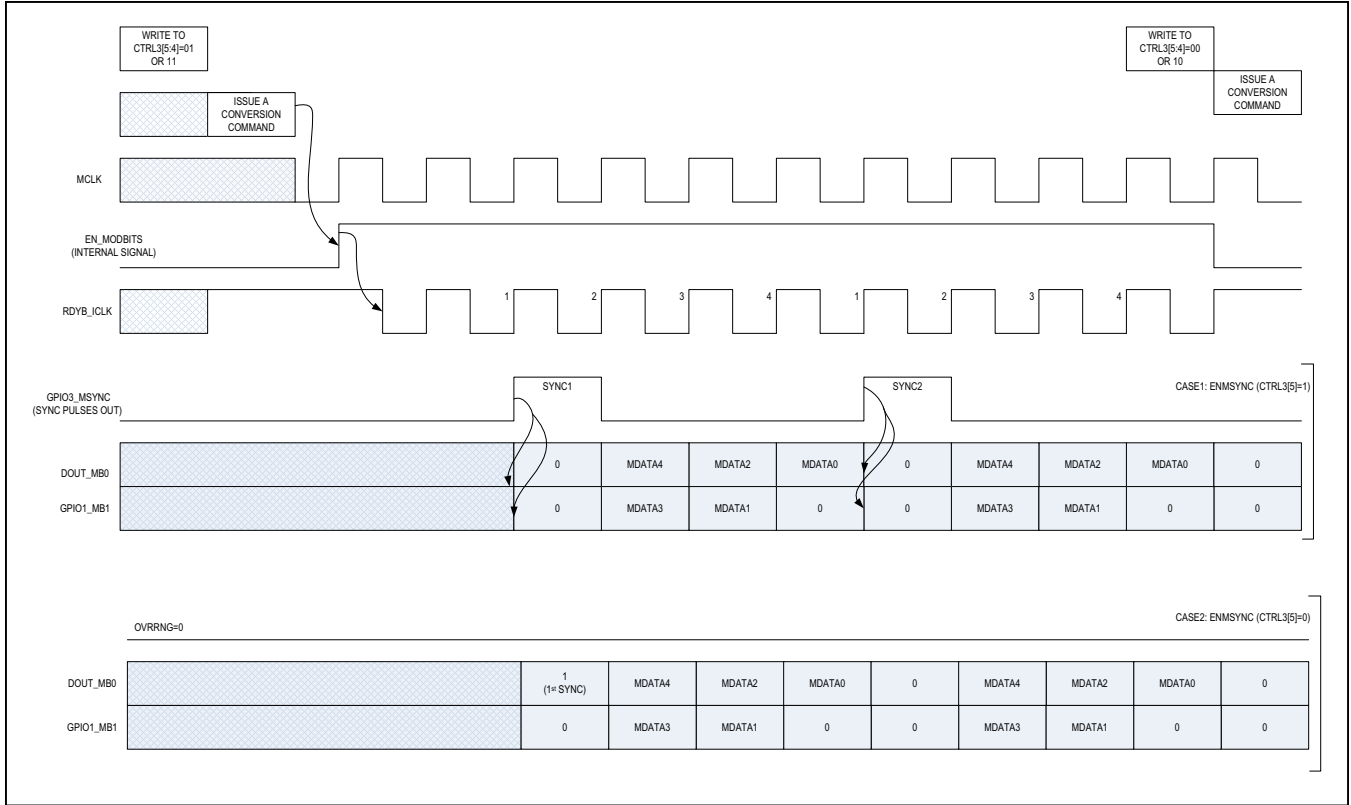 WRITE TO
CTRL3[5:4]=01
OR 11
WRITE TO
CTRL3[5:4]=00
OR 10
ISSUE A
CONVERSION
COMMAND
ISSUE A
CONVERSION
COMMAND
MCLK
EN_MODBITS
(INTERNAL SIGNAL)
RDYB_ICLK
1 2 3 4 1 2 3 4
GPIO3_MSYNC
(SYNC PULSES OUT)
SYNC1
SYNC2
CASE1: ENMSYNC (CTRL3[5]=1)
DOUT_MB0
0 MDATA4 MDATA2 MDATA0 0 MDATA4 MDATA2 MDATA0 0
GPIO1_MB1
0 MDATA3 MDATA1 0 0 MDATA3 MDATA1 0 0
OVRRNG=0
CASE2: ENMSYNC (CTRL3[5]=0)
DOUT_MB0
1
(1st SYNC)
MDATA4 MDATA2 MDATA0 0 MDATA4 MDATA2 MDATA0 0
GPIO1_MB1
0 MDATA3 MDATA1 0 0 MDATA3 MDATA1 0 0